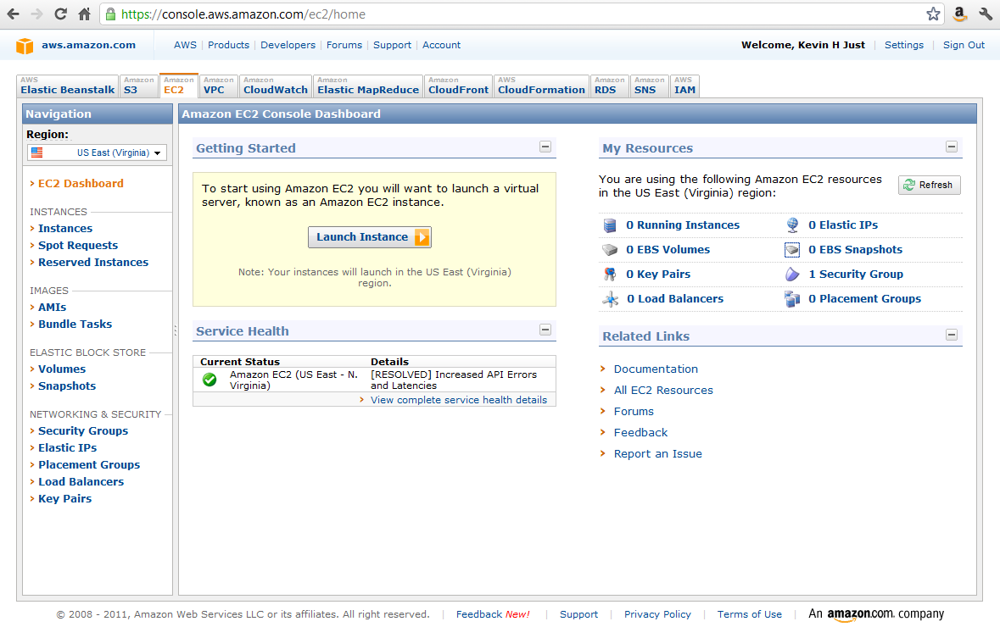 https://console.aws.amazon.com/ec2/home
aws.amazon.com
AWS | Products | Developers | Forums | Support | Account
Welcome, Kevin H Just | Settings | Sign Out
AWS Elastic Beanstalk
Amazon S3
Amazon EC2
Amazon VPC
Amazon CloudWatch
Amazon Elastic MapReduce
Amazon CloudFront
AWS CloudFormation
Amazon RDS
Amazon SNS
AWS IAM
Navigation
Region:
US East (Virginia)
EC2 Dashboard
INSTANCES
Instances
Spot Requests
Reserved Instances
IMAGES
AMIs
Bundle Tasks
ELASTIC BLOCK STORE
Volumes
Snapshots
NETWORKING & SECURITY
Security Groups
Elastic IPs
Placement Groups
Load Balancers
Key Pairs
Amazon EC2 Console Dashboard
Getting Started
To start using Amazon EC2 you will want to launch a virtual
server, known as an Amazon EC2 instance.
Launch Instance
Note: Your instances will launch in the US East (Virginia)
region.
Service Health
Current Status Details
Amazon EC2 (US East - N.
Virginia)
[RESOLVED] Increased API Errors
and Latencies
View complete service health details
My Resources
You are using the following Amazon EC2 resources
in the US East (Virginia) region:
Refresh
0 Running Instances 0 Elastic IPs
0 EBS Volumes 0 EBS Snapshots
0 Key Pairs 1 Security Group
0 Load Balancers 0 Placement Groups
Related Links
Documentation
All EC2 Resources
Forums
Feedback
Report an Issue
© 2008 - 2011, Amazon Web Services LLC or its affiliates. All right reserved. | Feedback New! | Support | Privacy Policy | Terms of Use | An amazon.com. company